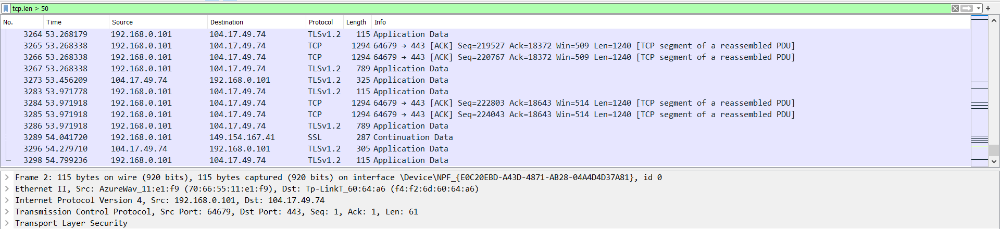 tcp.len > 50
No. Time Source Destination Protocol Length Info
3264 53.268179 192.168.0.101 104.17.49.74 TLSv1.2 115 Application Data
3265 53.268338 192.168.0.101 104.17.49.74 TCP 1294 64679 → 443 [ACK] Seq=219527 Ack=18372 Win=509 Len=1240 [TCP segment of a reassembled PDU]
3266 53.268338 192.168.0.101 104.17.49.74 TCP 1294 64679 → 443 [ACK] Seq=220767 Ack=18372 Win=509 Len=1240 [TCP segment of a reassembled PDU]
3267 53.268338 192.168.0.101 104.17.49.74 TLSv1.2 789 Application Data
3273 53.456209 104.17.49.74 192.168.0.101 TLSv1.2 325 Application Data
3283 53.971778 192.168.0.101 104.17.49.74 TLSv1.2 115 Application Data
3284 53.971918 192.168.0.101 104.17.49.74 TCP 1294 64679 → 443 [ACK] Seq=222803 Ack=18643 Win=514 Len=1240 [TCP segment of a reassembled PDU]
3285 53.971918 192.168.0.101 104.17.49.74 TCP 1294 64679 → 443 [ACK] Seq=224043 Ack=18643 Win=514 Len=1240 [TCP segment of a reassembled PDU]
3286 53.971918 192.168.0.101 104.17.49.74 TLSv1.2 789 Application Data
3289 54.041720 192.168.0.101 149.154.167.41 SSL 287 Continuation Data
3296 54.279710 104.17.49.74 192.168.0.101 TLSv1.2 305 Application Data
3298 54.799236 192.168.0.101 104.17.49.74 TLSv1.2 115 Application Data
Frame 2: 115 bytes on wire (920 bits), 115 bytes captured (920 bits) on interface \Device\NPF_{E0C20EBD-A43D-4871-AB28-04A4D4D37A81}, id 0
Ethernet II, Src: AzureWav_11:e1:f9 (70:66:55:11:e1:f9), Dst: Tp-LinkT_60:64:a6 (f4:f2:6d:60:64:a6)
Internet Protocol Version 4, Src: 192.168.0.101, Dst: 104.17.49.74
Transmission Control Protocol, Src Port: 64679, Dst Port: 443, Seq: 1, Ack: 1, Len: 61
Transport Layer Security